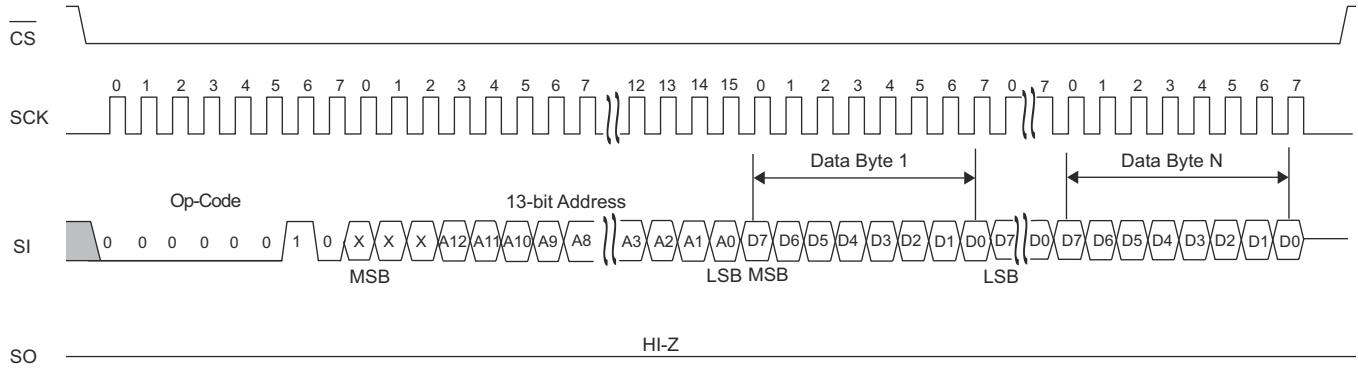 CS
SCK
0 1 2 3 4 5 6 7 0 1 2 3 4 5 6 7 12 13 14 15 0 1 2 3 4 5 6 7 0 7 0 1 2 3 4 5 6 7
Data Byte 1 Data Byte N
Op-Code 13-bit Address
SI
0 0 0 0 0 0 1 0 X X X A12 A11 A10 A9 A8 A3 A2 A1 A0 D7 D6 D5 D4 D3 D2 D1 D0 D7 D0 D7 D6 D5 D4 D3 D2 D1 D0
MSB LSB MSB LSB
SO HI-Z